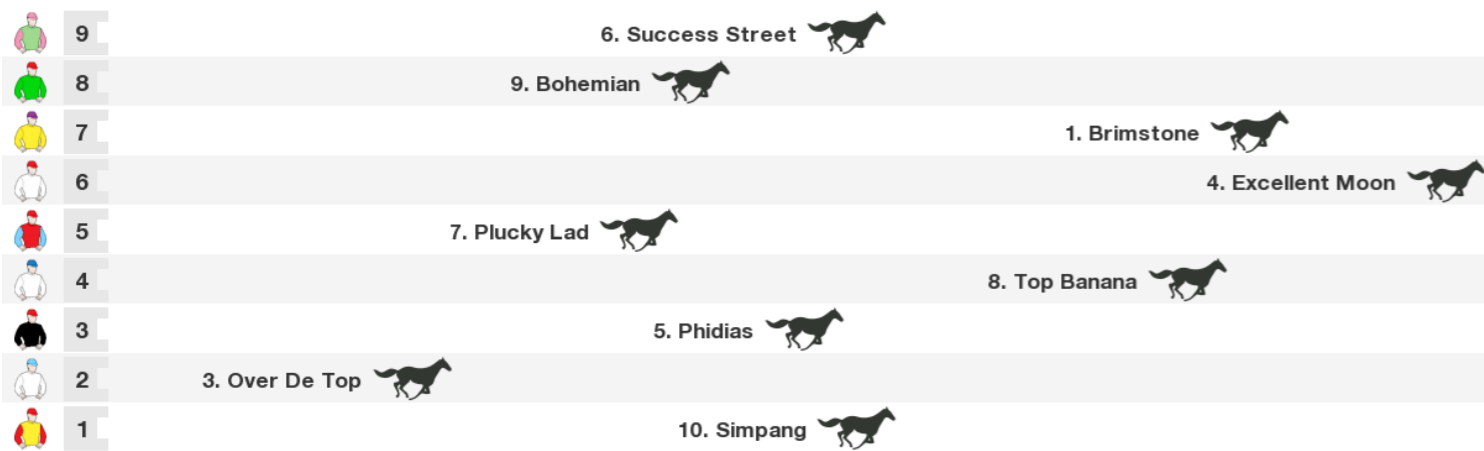 9 6. Success Street
8 9. Bohemian
7 1. Brimstone
6 4. Excellent Moon
5 7. Plucky Lad
4 8. Top Banana
3 5. Phidias
2 3. Over De Top
1 10. Simpang